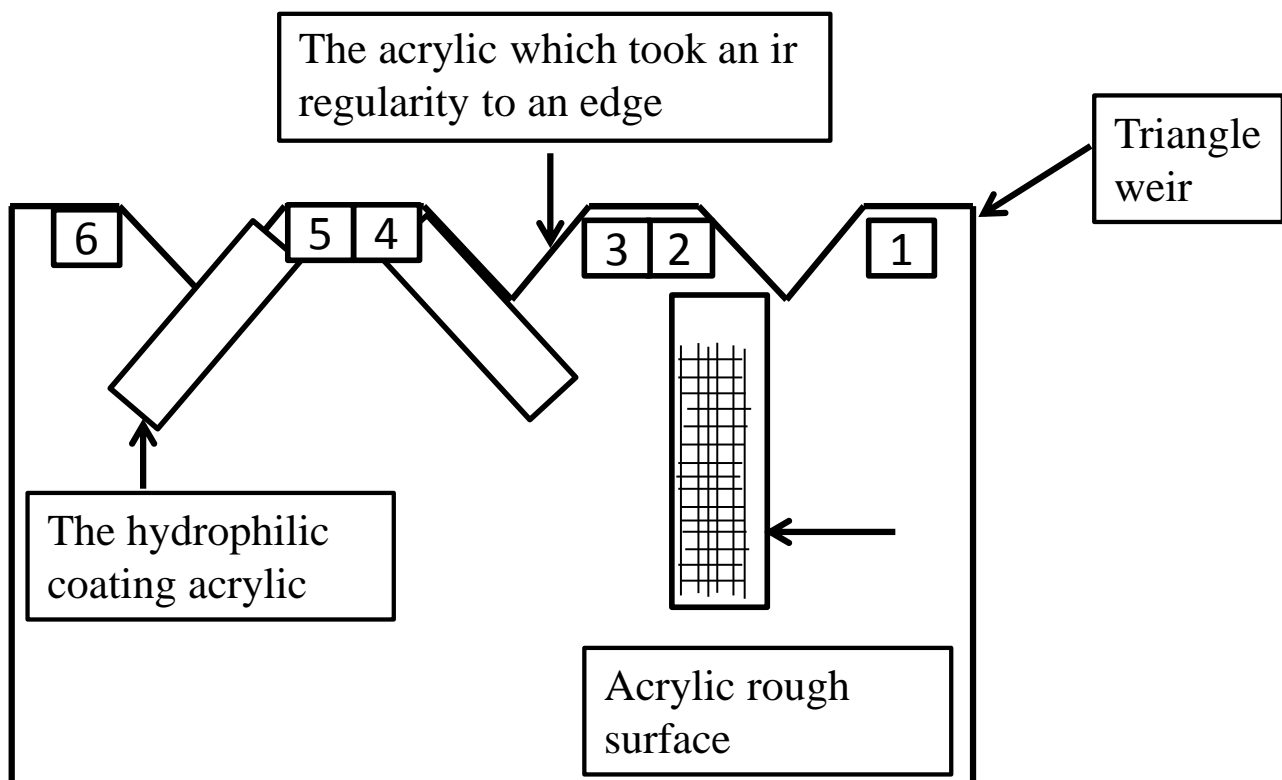 The acrylic which took an ir
regularity to an edge
Triangle
weir
6
5
4
3
2
1
The hydrophilic
coating acrylic
Acrylic rough
surface